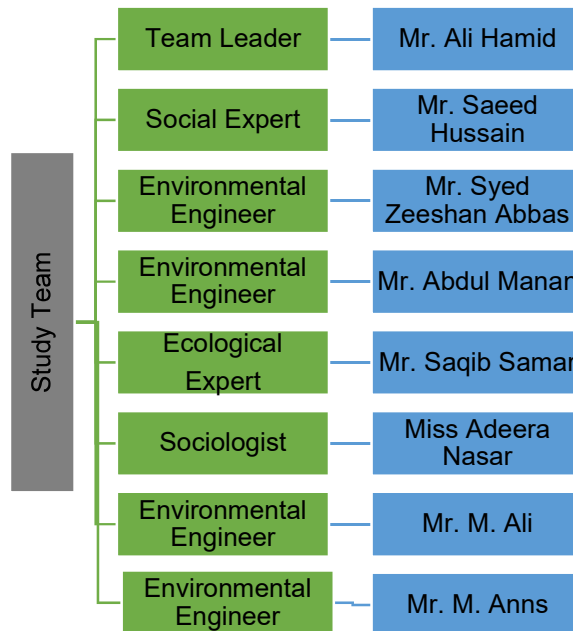 Study Team
Team Leader
Mr. Ali Hamid
Social Expert
Mr. Saeed
Hussain
Environmental
Engineer
Mr. Syed
Zeeshan Abbas
Environmental
Engineer
Mr. Abdul Manan
Ecological
Expert
Mr. Saqib Samar
Sociologist
Miss Adeera
Nasar
Environmental
Engineer
Mr. M. Ali
Environmental
Engineer
Mr. M. Anns